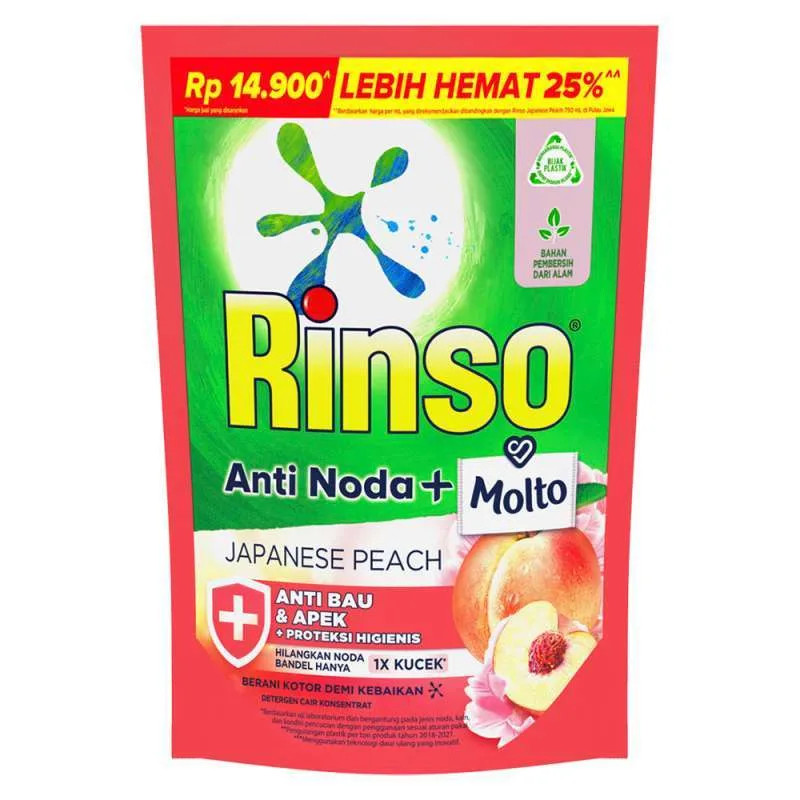 Rp 14.900^
LEBIH HEMAT 25%^^
*Harga jual yang disarankan
^^Berdasarkan harga per mL yang direkomendasikan dibandingkan dengan Rinso Japanese Peach 750 mL di Pulau Jawa
BIJAK
PLASTIK
BAHAN
PEMBERSIH
DARI ALAM
Rinso®
Anti Noda +
Molto
JAPANESE PEACH
ANTI BAU
& APEK
+ PROTEKSI HIGIENIS
HILANGKAN NODA
BANDEL HANYA
1X KUCEK*
BERANI KOTOR DEMI KEBAIKAN
DETERGEN CAIR KONSENTRAT
*Berdasarkan uji laboratorium dan bergantung pada jenis noda, kain,
dan kondisi pencucian dengan penggunaan sesuai aturan pakai
**Pengurangan plastik per ton produk tahun 2018-2021
***Menggunakan teknologi daur ulang yang inovatif.